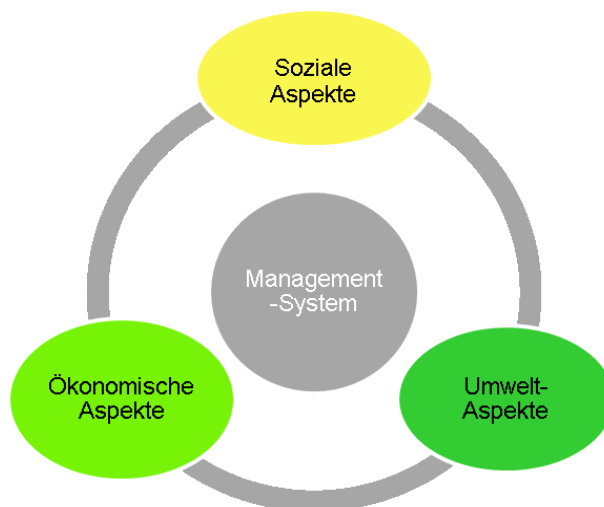 Soziale
Aspekte
Management
-System
Ökonomische
Aspekte
Umwelt-
Aspekte